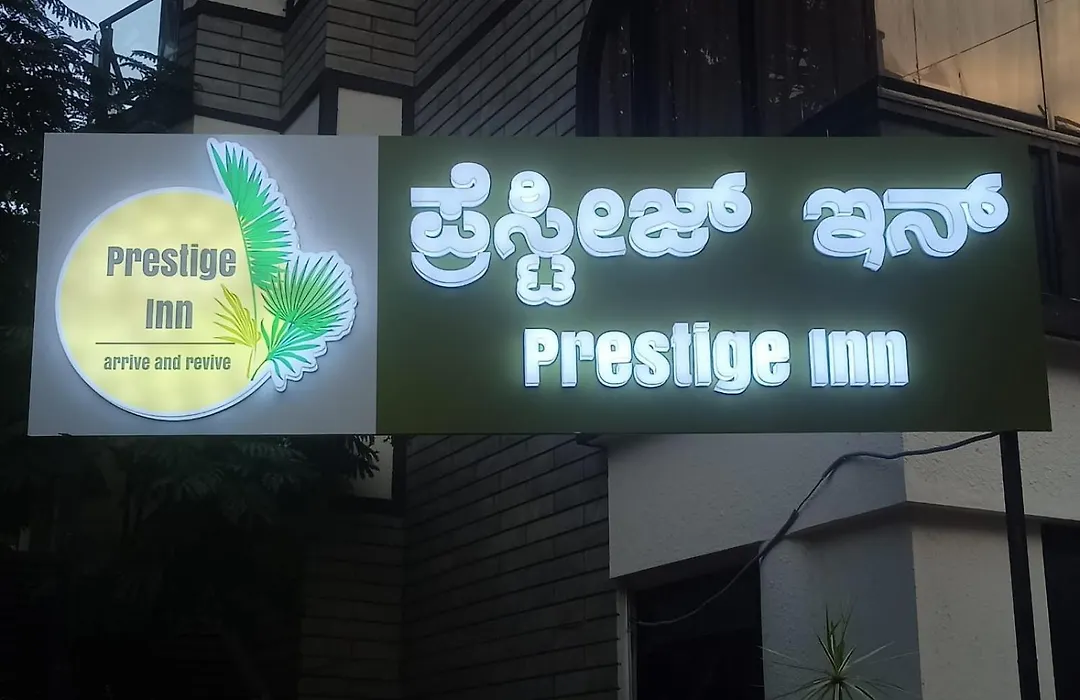 Prestige
Inn
arrive and revive
ಪ್ರೆಸ್ಟೀಜ್ ಇನ್
Prestige Inn